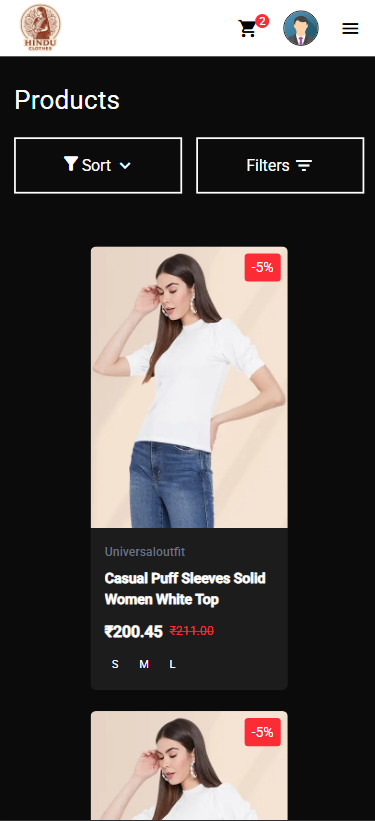 HINDU
CLOTHES
2
Products
Sort
Filters
-5%
Universaloutfit
Casual Puff Sleeves Solid
Women White Top
₹200.45 ₹211.00
S M L
-5%